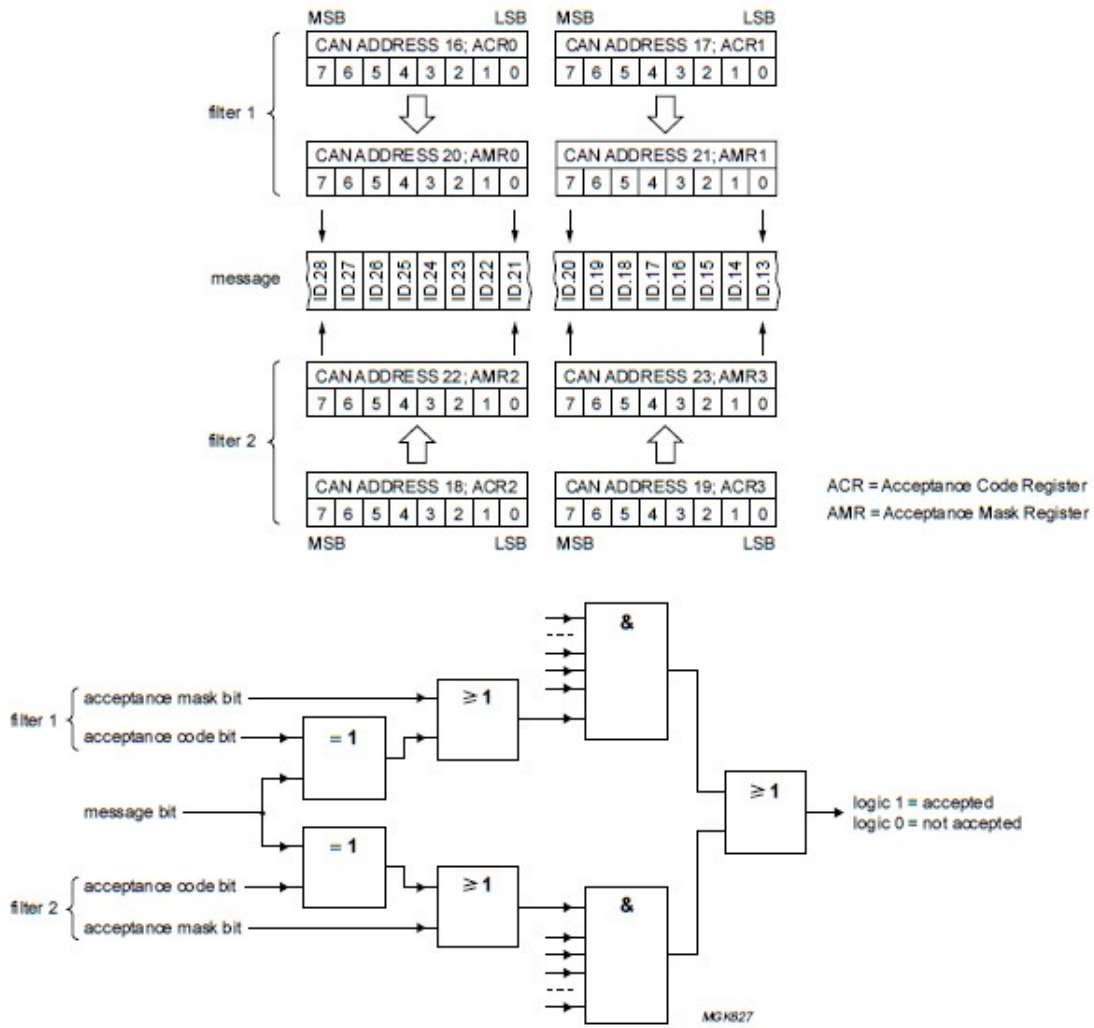 MSB LSB MSB LSB
CAN ADDRESS 16; ACR0 CAN ADDRESS 17; ACR1
7 6 5 4 3 2 1 0 7 6 5 4 3 2 1 0
filter 1
CAN ADDRESS 20; AMR0 CAN ADDRESS 21; AMR1
7 6 5 4 3 2 1 0 7 6 5 4 3 2 1 0
message ID.28 ID.27 ID.26 ID.25 ID.24 ID.23 ID.22 ID.21 ID.20 ID.19 ID.18 ID.17 ID.16 ID.15 ID.14 ID.13
CAN ADDRESS 22; AMR2 CAN ADDRESS 23; AMR3
7 6 5 4 3 2 1 0 7 6 5 4 3 2 1 0
filter 2
CAN ADDRESS 18; ACR2 CAN ADDRESS 19; ACR3
7 6 5 4 3 2 1 0 7 6 5 4 3 2 1 0
MSB LSB MSB LSB
ACR = Acceptance Code Register
AMR = Acceptance Mask Register
&
filter 1
acceptance mask bit
≥ 1
acceptance code bit
= 1
message bit
≥ 1
logic 1 = accepted
logic 0 = not accepted
= 1
filter 2
acceptance code bit
≥ 1
&
acceptance mask bit
MGK627